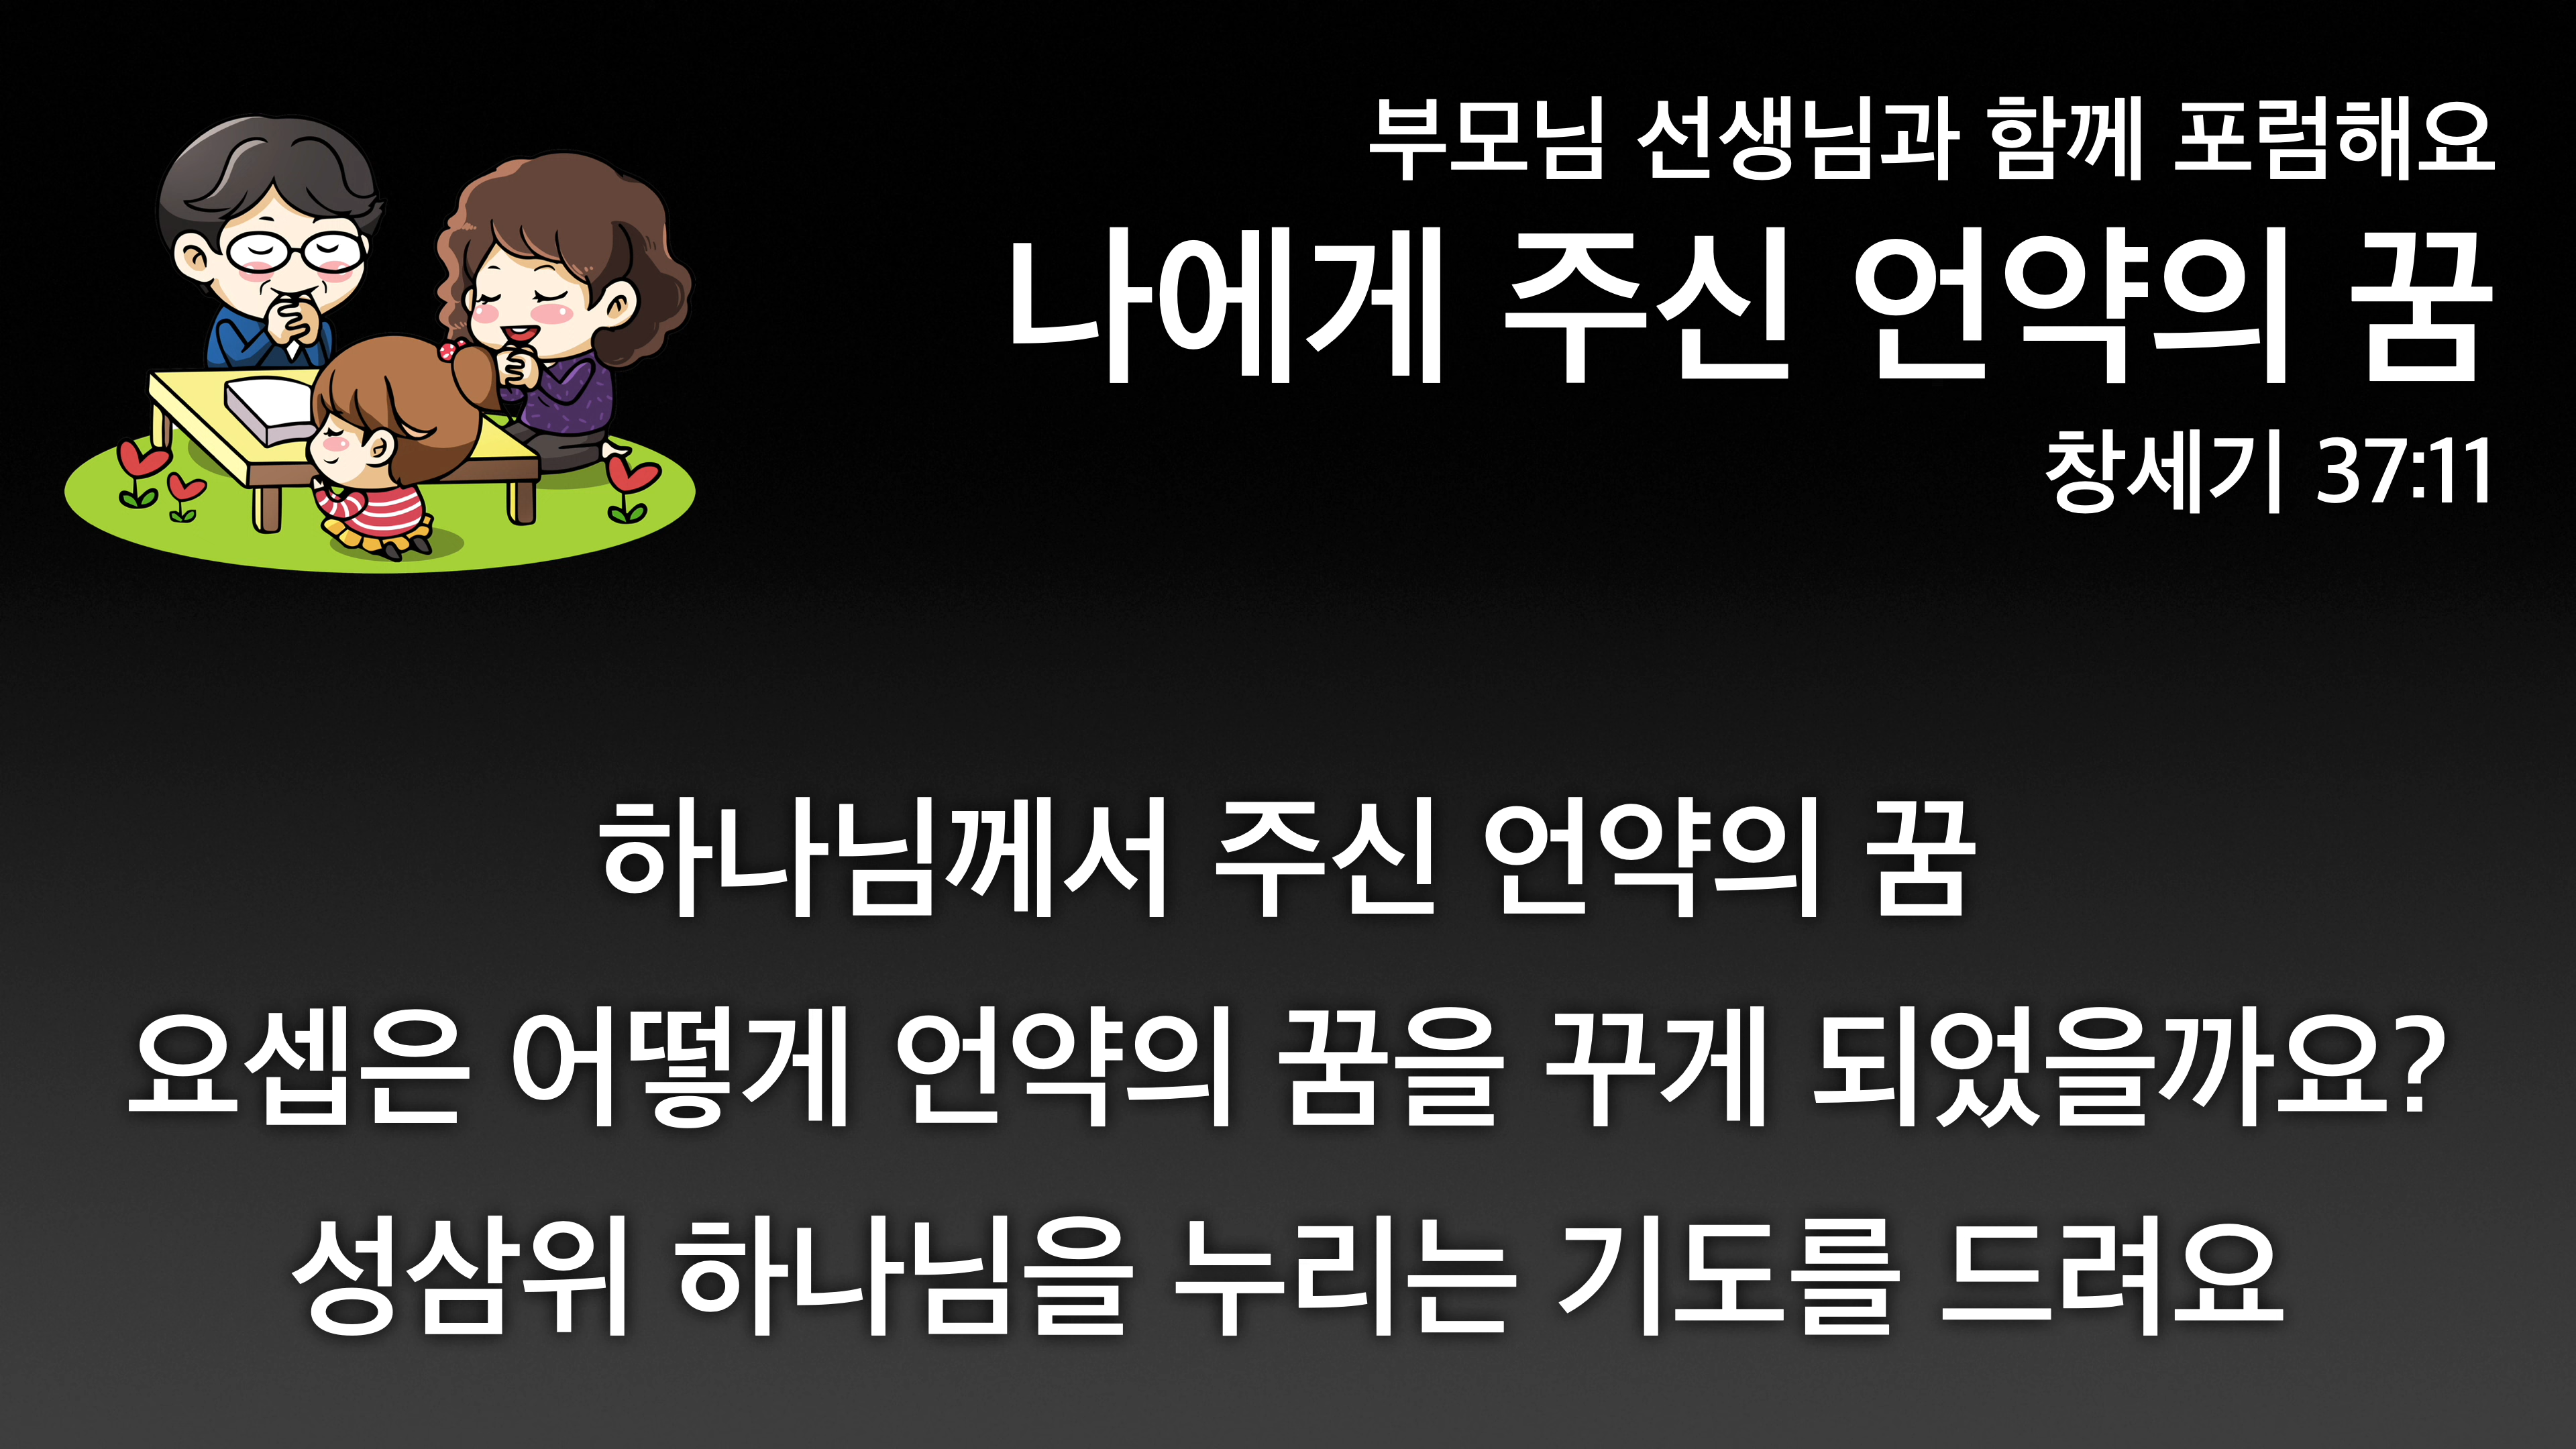 부모님 선생님과 함께 포럼해요
나에게 주신 언약의 꿈
창세기 37:11
하나님께서 주신 언약의 꿈
요셉은 어떻게 언약의 꿈을 꾸게 되었을까요?
성삼위 하나님을 누리는 기도를 드려요